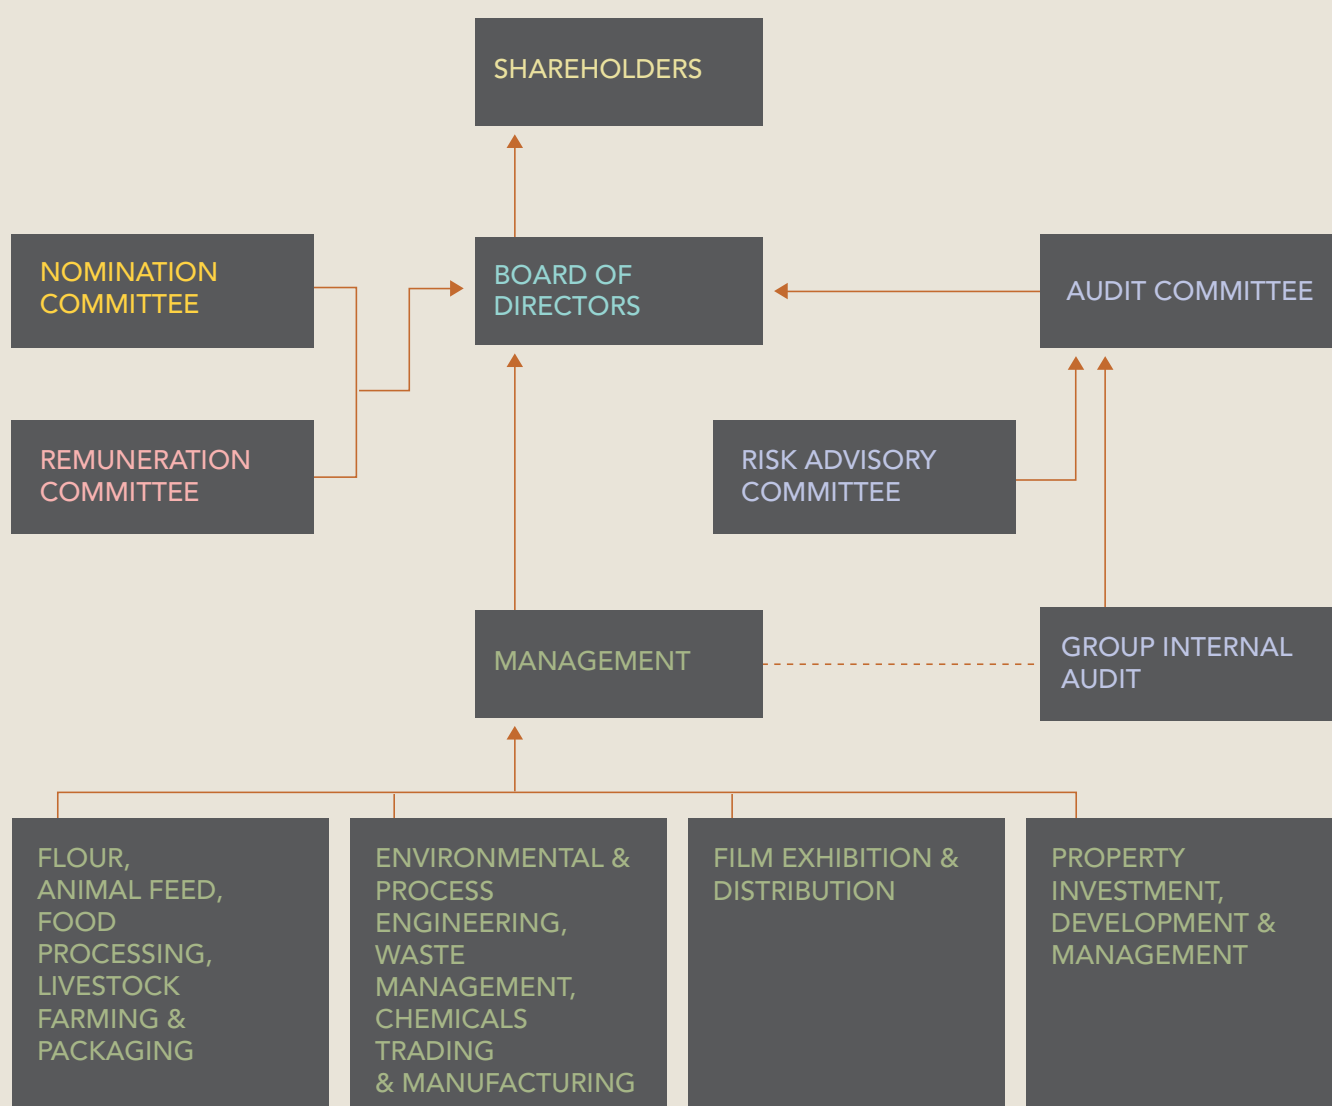 SHAREHOLDERS
NOMINATION
COMMITTEE
BOARD OF
DIRECTORS
AUDIT COMMITTEE
REMUNERATION
COMMITTEE
RISK ADVISORY
COMMITTEE
MANAGEMENT
GROUP INTERNAL
AUDIT
FLOUR,
ANIMAL FEED,
FOOD
PROCESSING,
LIVESTOCK
FARMING &
PACKAGING
ENVIRONMENTAL &
PROCESS
ENGINEERING,
WASTE
MANAGEMENT,
CHEMICALS
TRADING
& MANUFACTURING
FILM EXHIBITION &
DISTRIBUTION
PROPERTY
INVESTMENT,
DEVELOPMENT &
MANAGEMENT